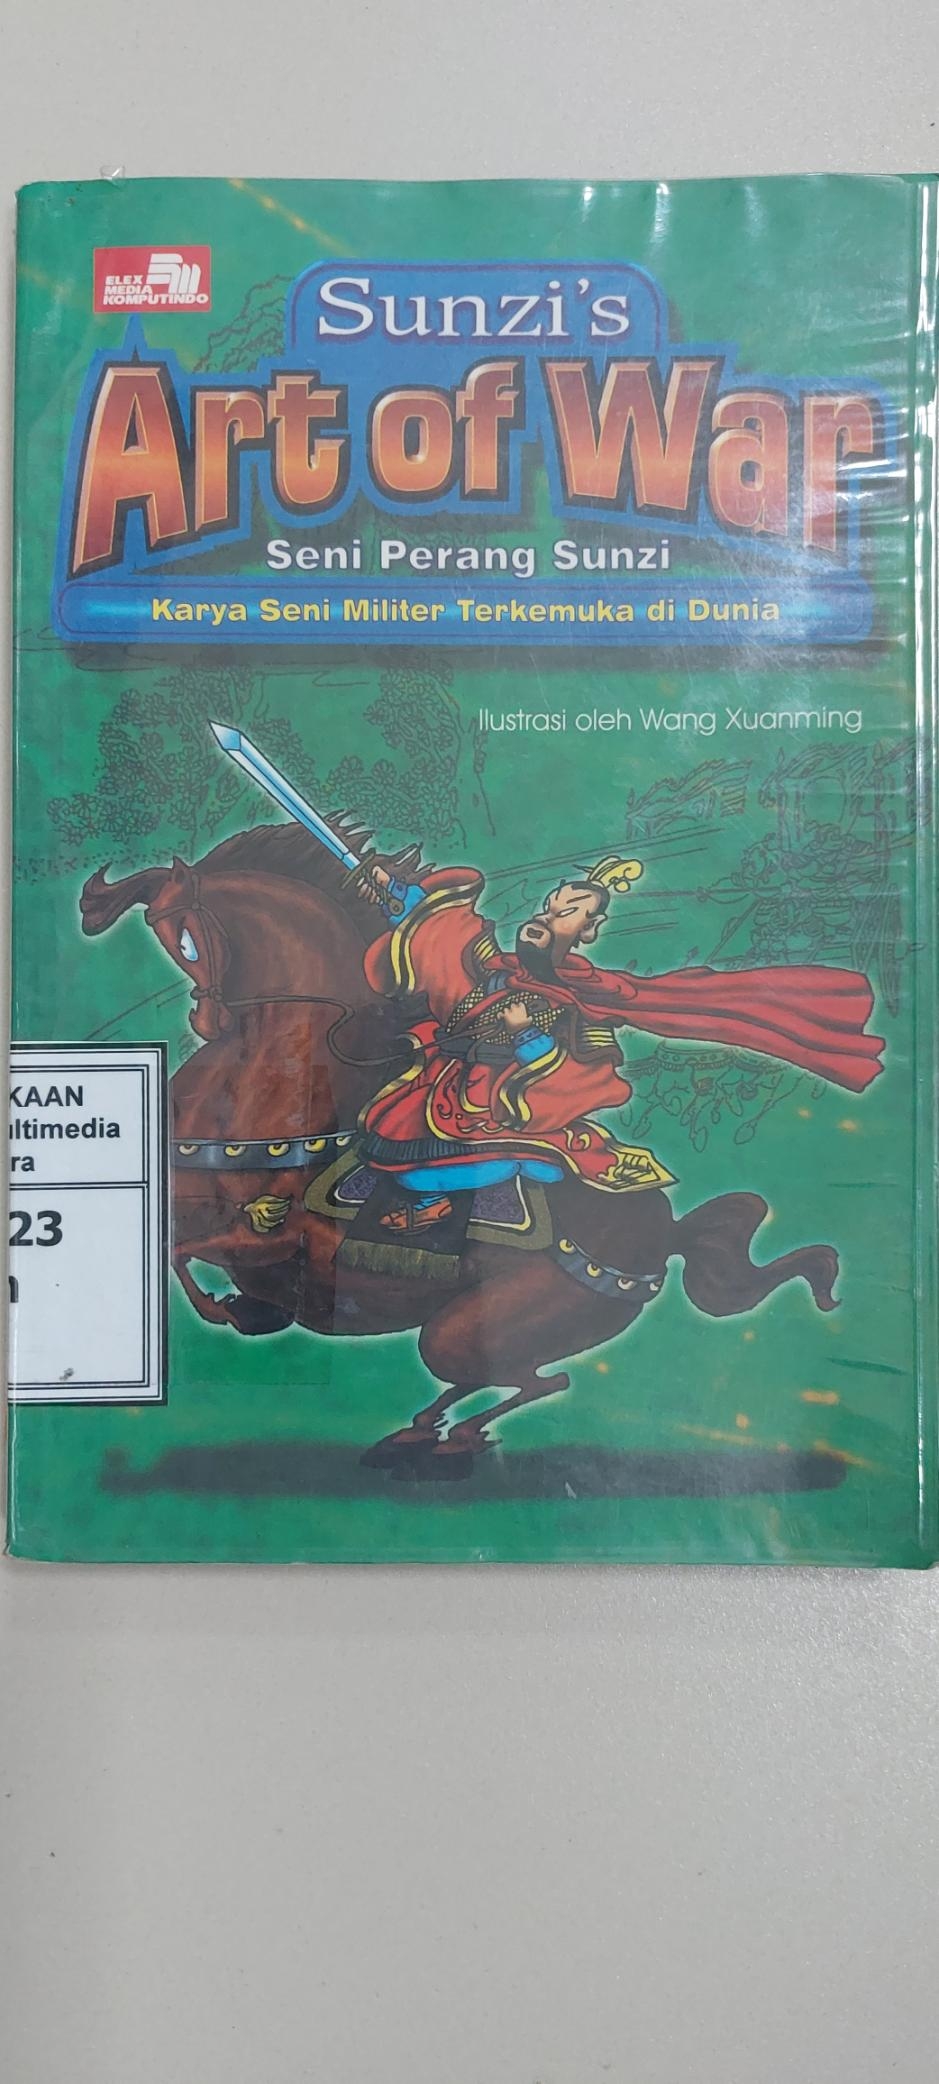 ELEX
MEDIA
KOMPUTINDO
Sunzi's
Art of War
Seni Perang Sunzi
Karya Seni Militer Terkemuka di Dunia
Ilustrasi oleh Wang Xuanming
KAAN
ltimedia
ra
23